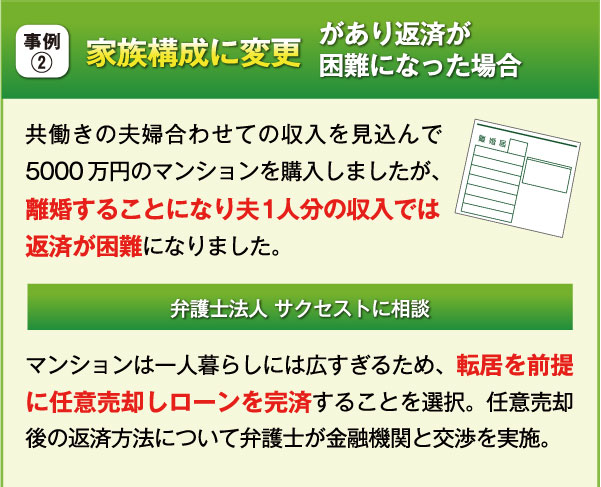 事例
②
家族構成に変更
があり返済が
困難になった場合
共働きの夫婦合わせての収入を見込んで
5000万円のマンションを購入しましたが、
離婚することになり夫1人分の収入では
返済が困難になりました。
離婚届
弁護士法人 サクセストに相談
マンションは一人暮らしには広すぎるため、転居を前提
に任意売却しローンを完済することを選択。任意売却
後の返済方法について弁護士が金融機関と交渉を実施。